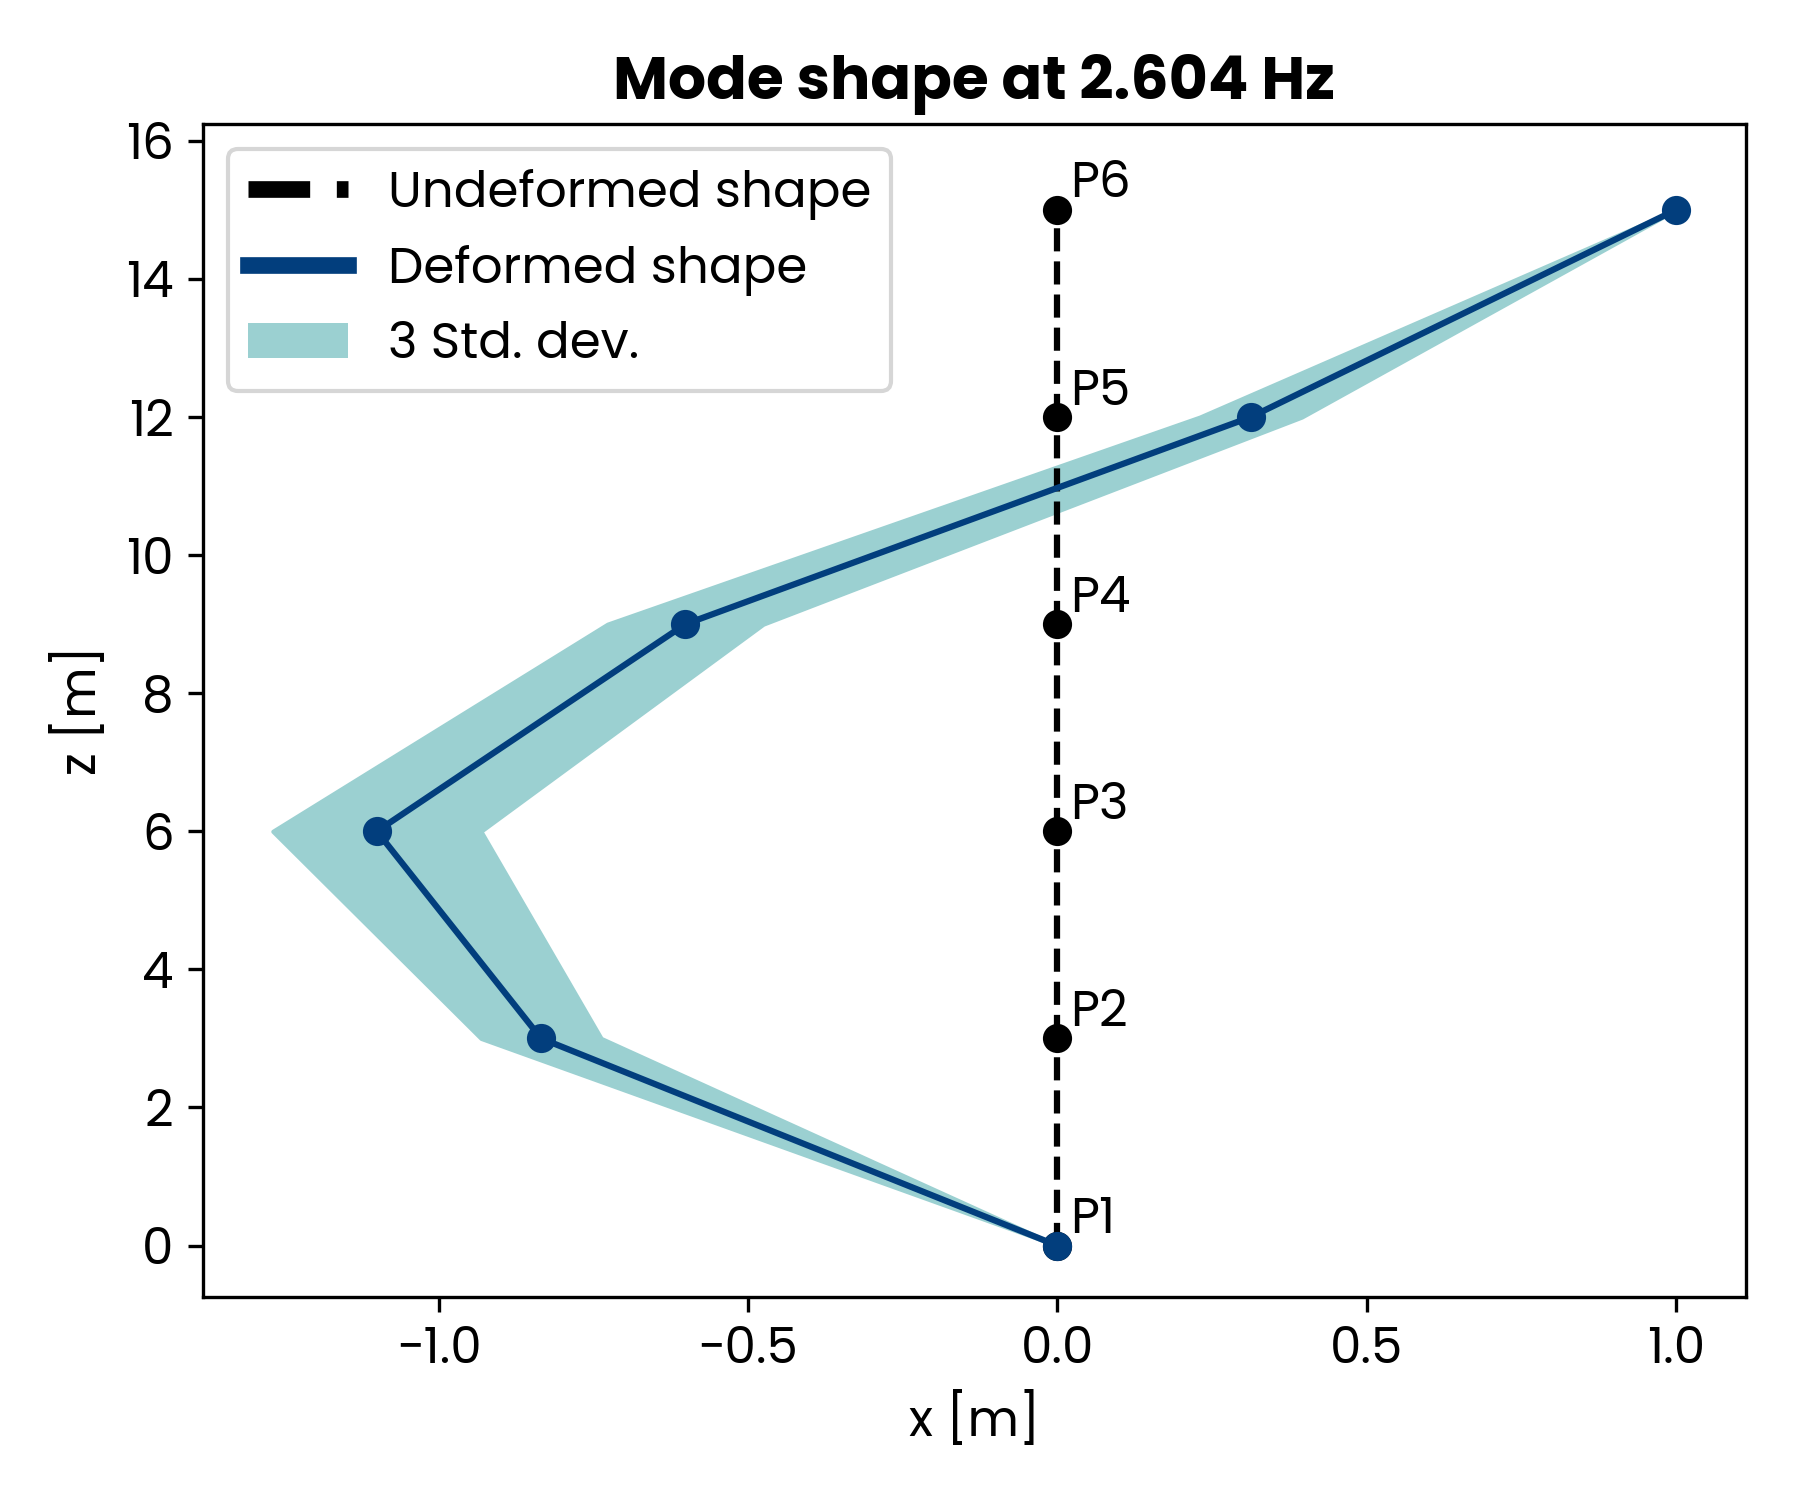 Mode shape at 2.604 Hz
16
14
12
10
8
6
4
2
0
z [m]
Undeformed shape
Deformed shape
3 Std. dev.
P6
P5
P4
P3
P2
P1
-1.0
-0.5
0.0
0.5
1.0
x [m]